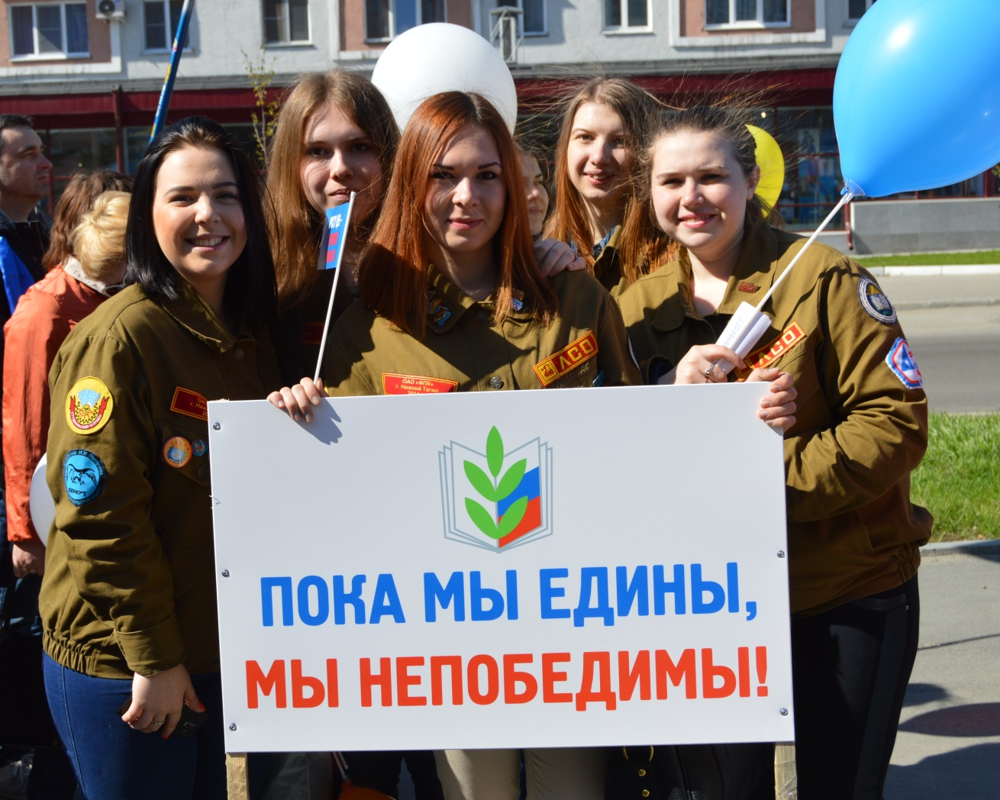 ЛСО
ЛСО
ОАО «ФПК»
г. Нижний Тагил
ПОКА МЫ ЕДИНЫ,
МЫ НЕПОБЕДИМЫ!